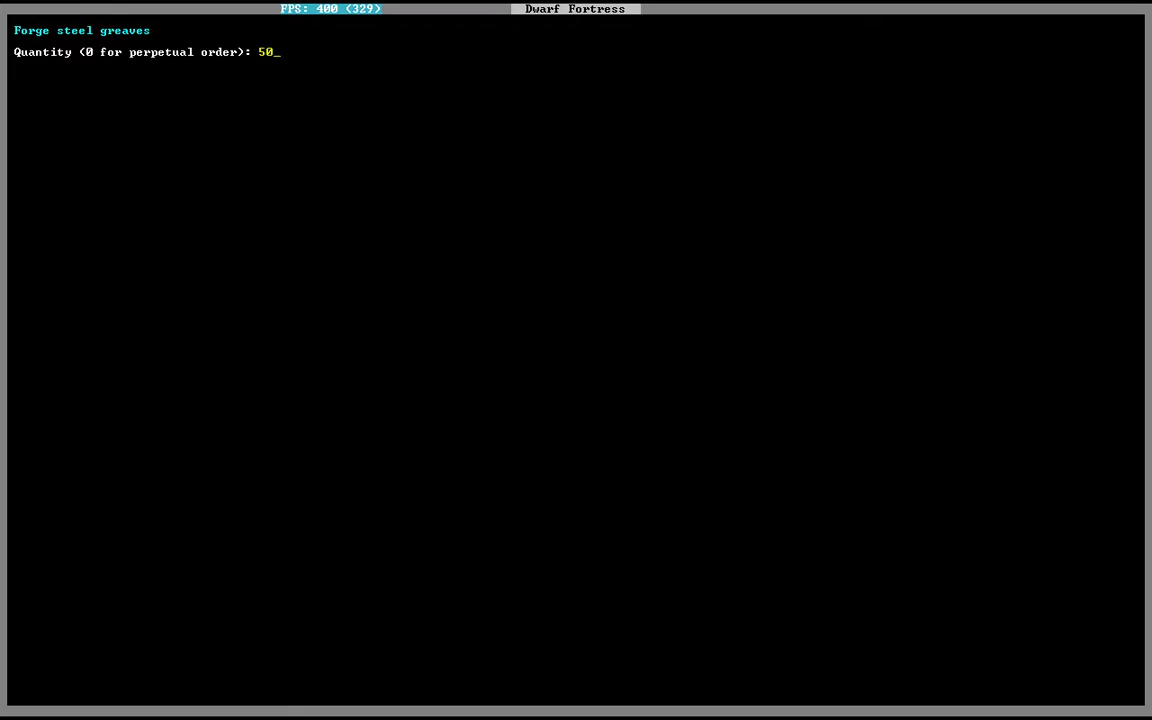 FPS: 400 (329) Dwarf Fortress
Forge steel greaves
Quantity (0 for perpetual order): 50_